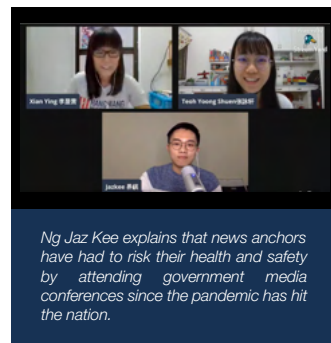 Xian Ying
Teoh Yoong Shuen
Jazkee
Ng Jaz Kee explains that news anchors
have had to risk their health and safety
by attending government media
conferences since the pandemic has hit
the nation.